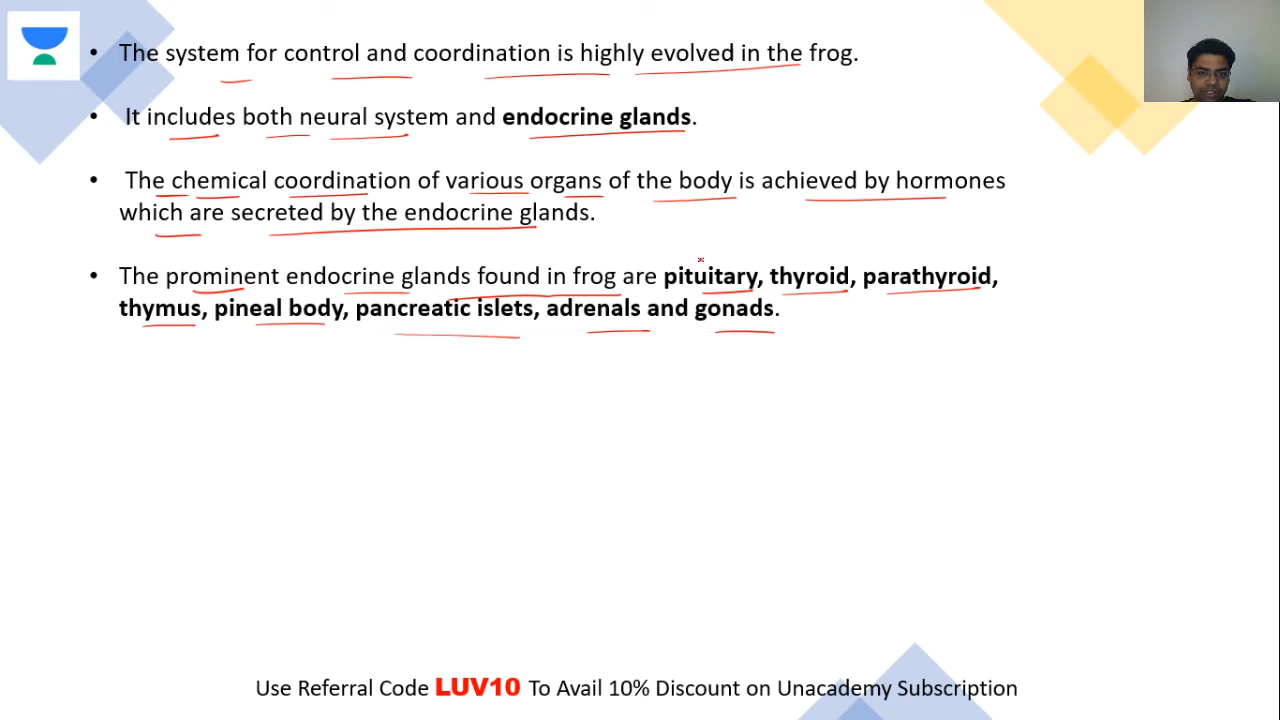 • The system for control and coordination is highly evolved in the frog.
• It includes both neural system and endocrine glands.
• The chemical coordination of various organs of the body is achieved by hormones
which are secreted by the endocrine glands.
• The prominent endocrine glands found in frog are pituitary, thyroid, parathyroid,
thymus, pineal body, pancreatic islets, adrenals and gonads.
Use Referral Code LUV10 To Avail 10% Discount on Unacademy Subscription